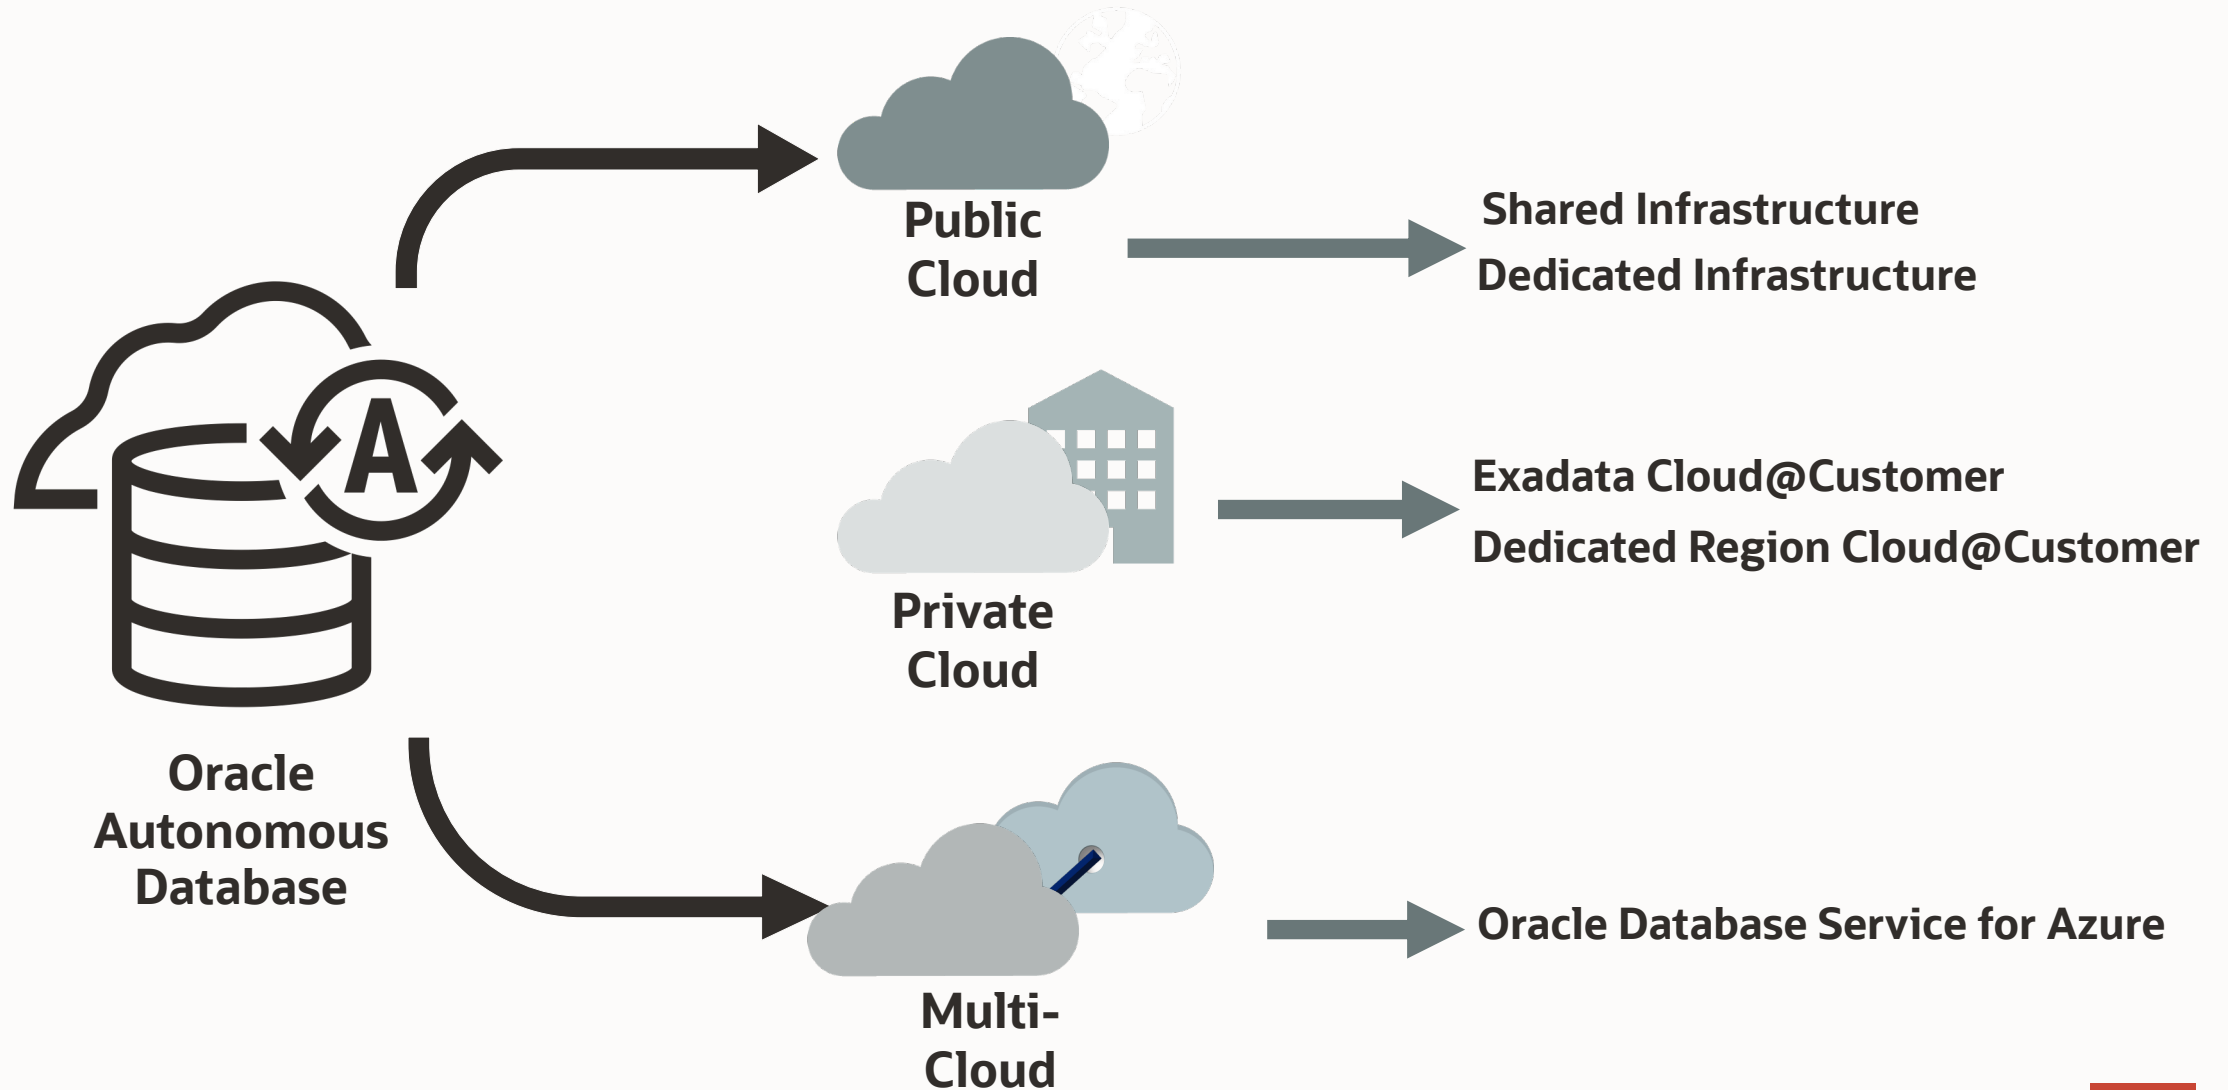 Public
Cloud
Shared Infrastructure
Dedicated Infrastructure
A
Exadata Cloud@Customer
Dedicated Region Cloud@Customer
Private
Cloud
Oracle
Autonomous
Database
Oracle Database Service for Azure
Multi-
Cloud